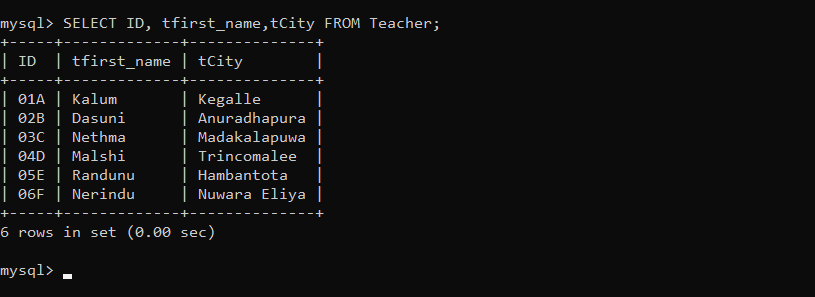 mysql> SELECT ID, tfirst_name,tCity FROM Teacher;
+-----+-------------+--------------+
| ID  | tfirst_name | tCity        |
+-----+-------------+--------------+
| 01A | Kalum       | Kegalle      |
| 02B | Dasuni      | Anuradhapura |
| 03C | Nethma      | Madakalapuwa |
| 04D | Malshi      | Trincomalee  |
| 05E | Randunu     | Hambantota   |
| 06F | Nerindu     | Nuwara Eliya |
+-----+-------------+--------------+
6 rows in set (0.00 sec)
mysql> _